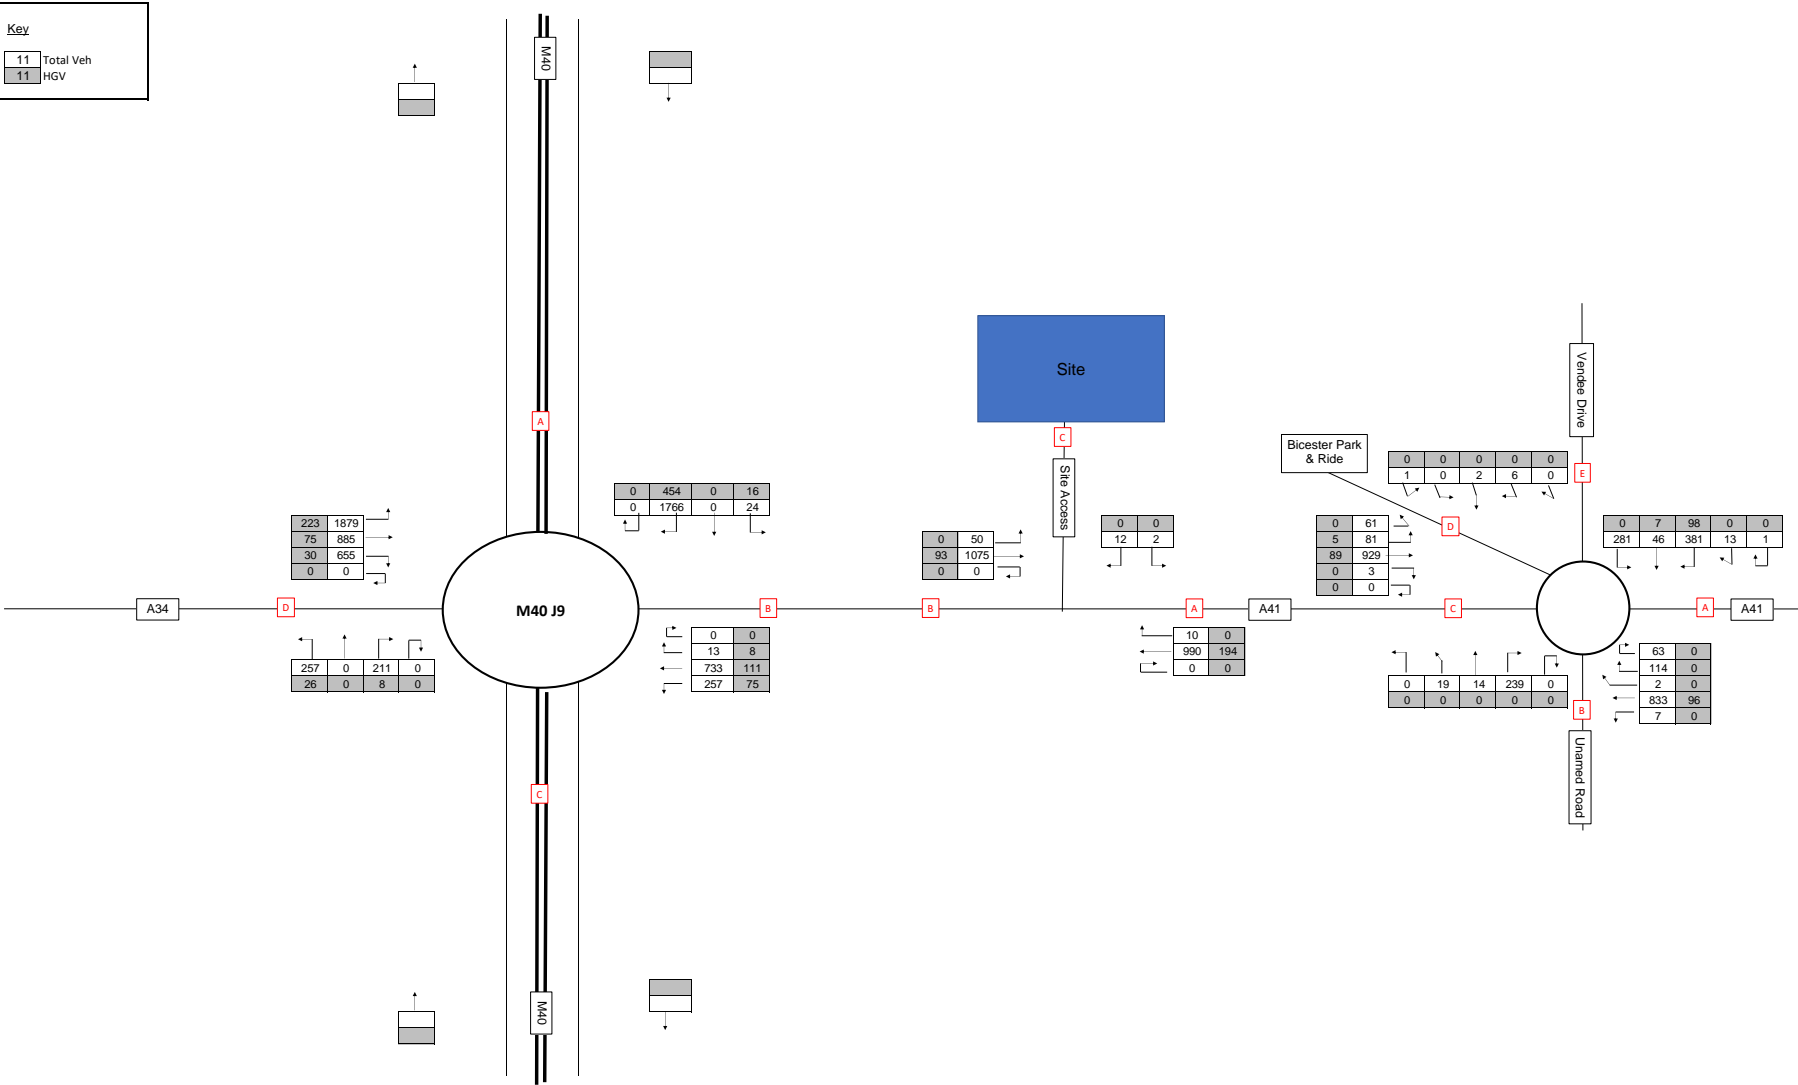 Key
11 Total Veh
11 HGV
M40
A
0 454 0 16
0 1766 0 24
223 1879
75 885
30 655
0 0
A34
D
M40 J9
B
257 0 211 0
26 0 8 0
0 0
13 8
733 111
257 75
C
M40
Site
C
Site Access
0 50
93 1075
0 0
0 0
12 2
B
A
A41
10 0
990 194
0 0
Bicester Park
& Ride
Vendee Drive
E
0 0 0 0 0
1 0 2 6 0
D
0 61
5 81
89 929
0 3
0 0
0 7 98 0 0
281 46 381 13 1
C
A
A41
0 19 14 239 0
0 0 0 0 0
B
63 0
114 0
2 0
833 96
7 0
Unamed Road